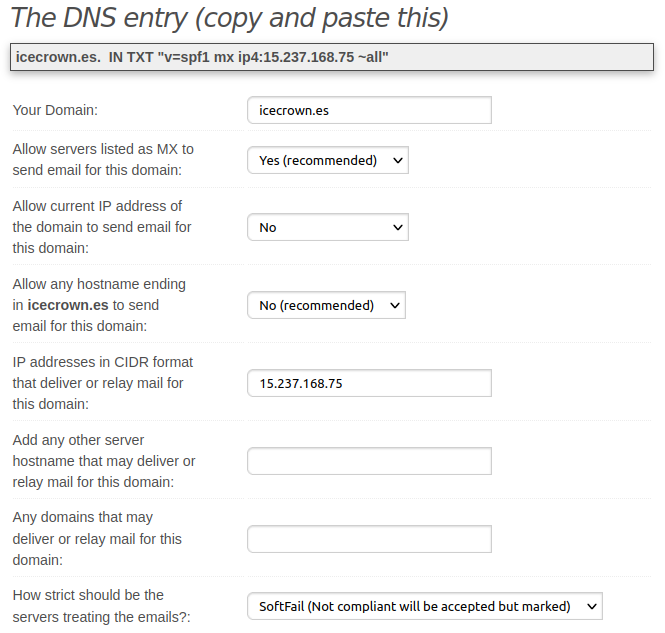 The DNS entry (copy and paste this)
icecrown.es.  IN TXT "v=spf1 mx ip4:15.237.168.75 ~all"
Your Domain:
icecrown.es
Allow servers listed as MX to
send email for this domain:
Yes (recommended)
Allow current IP address of
the domain to send email for
this domain:
No
Allow any hostname ending
in icecrown.es to send
email for this domain:
No (recommended)
IP addresses in CIDR format
that deliver or relay mail for
this domain:
15.237.168.75
Add any other server
hostname that may deliver or
relay mail for this domain:
Any domains that may
deliver or relay mail for this
domain:
How strict should be the
servers treating the emails?:
SoftFail (Not compliant will be accepted but marked)